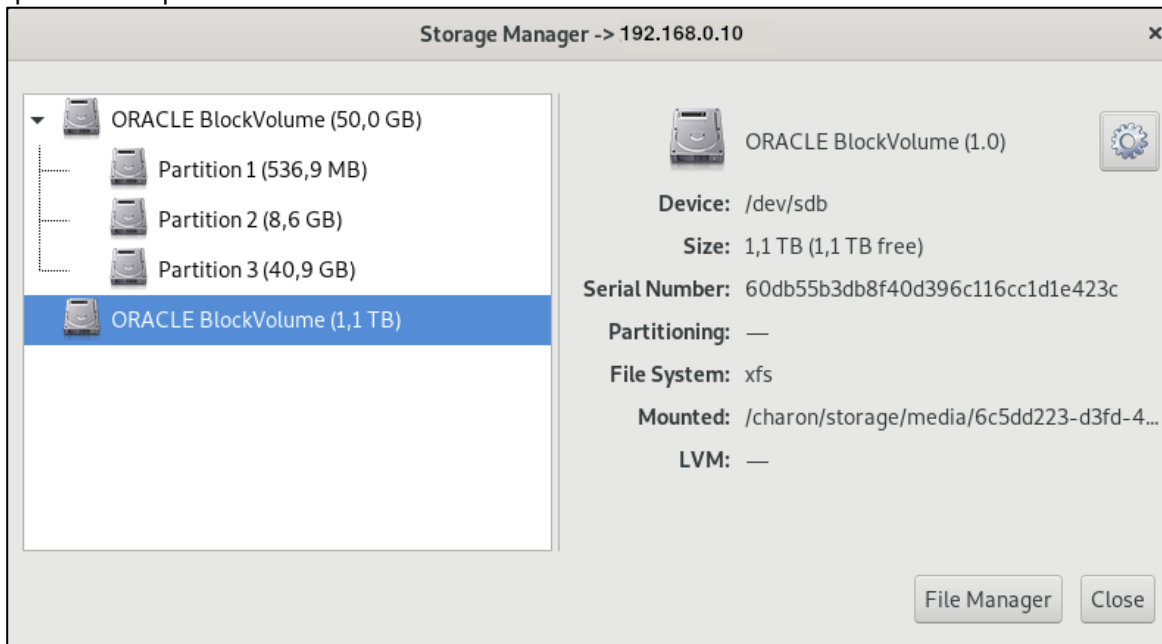 Storage Manager -> 192.168.0.10
ORACLE BlockVolume (50,0 GB)
Partition 1 (536,9 MB)
Partition 2 (8,6 GB)
Partition 3 (40,9 GB)
ORACLE BlockVolume (1,1 TB)
ORACLE BlockVolume (1.0)
Device: /dev/sdb
Size: 1,1 TB (1,1 TB free)
Serial Number: 60db55b3db8f40d396c116cc1d1e423c
Partitioning: —
File System: xfs
Mounted: /charon/storage/media/6c5dd223-d3fd-4...
LVM: —
File Manager
Close